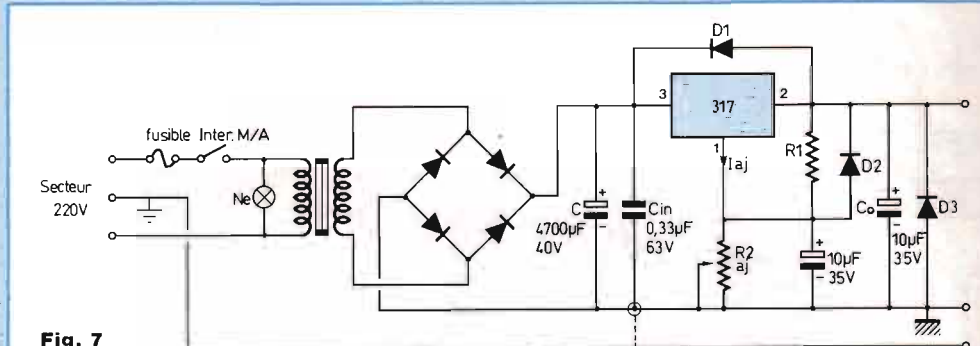 fusible Inter. M/A
Secteur
220V
Ne
C
4700µF
40V
Cin
0,33µF
63V
D1
3
317
2
1
Iaj
R1
R2
aj
D2
10µF
35V
Co
10µF
35V
D3
Fig. 7